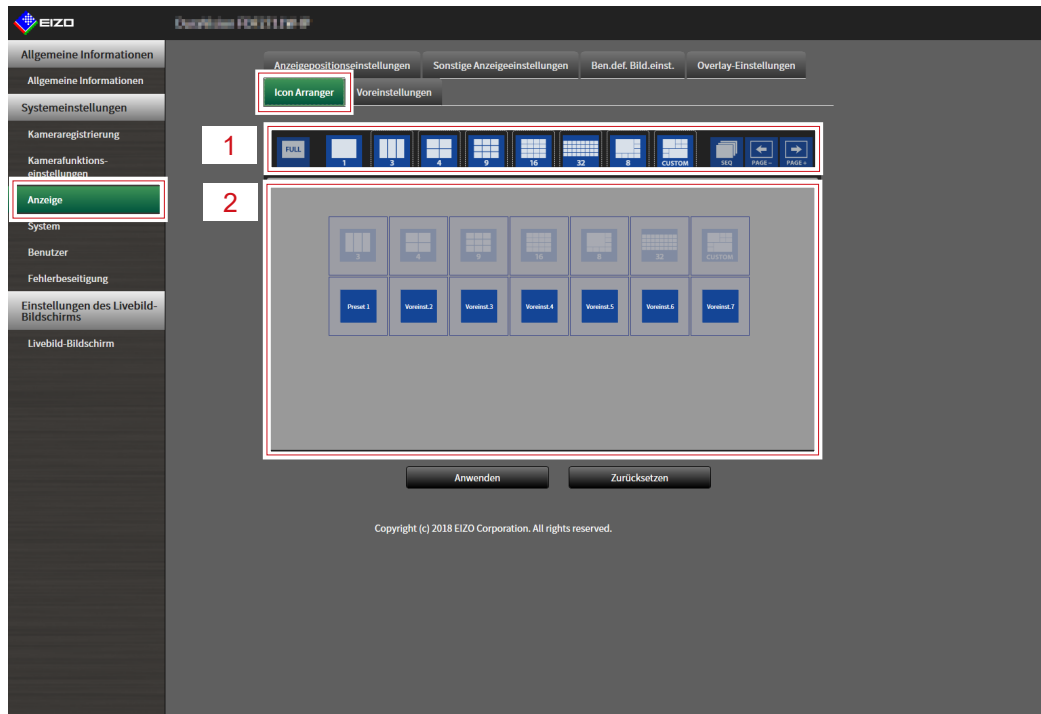 EIZO
Allgemeine Informationen
Allgemeine Informationen
Systemeinstellungen
Kameraregistrierung
Kamerafunktions-
einstellungen
Anzeige
System
Benutzer
Fehlerbeseitigung
Einstellungen des Livebild-
Bildschirms
Livebild-Bildschirm
Anzeigepositionseinstellungen Sonstige Anzeigeeinstellungen Ben.def. Bild.einst. Overlay-Einstellungen
Icon Arranger Voreinstellungen
1
FULL 1 3 4 9 16 32 8 CUSTOM SEQ PAGE- PAGE+
2
3 4 9 16 8 32 CUSTOM
Preset 1 Voreinst.2 Voreinst.3 Voreinst.4 Voreinst.5 Voreinst.6 Voreinst.7
Anwenden Zurücksetzen
Copyright (c) 2018 EIZO Corporation. All rights reserved.